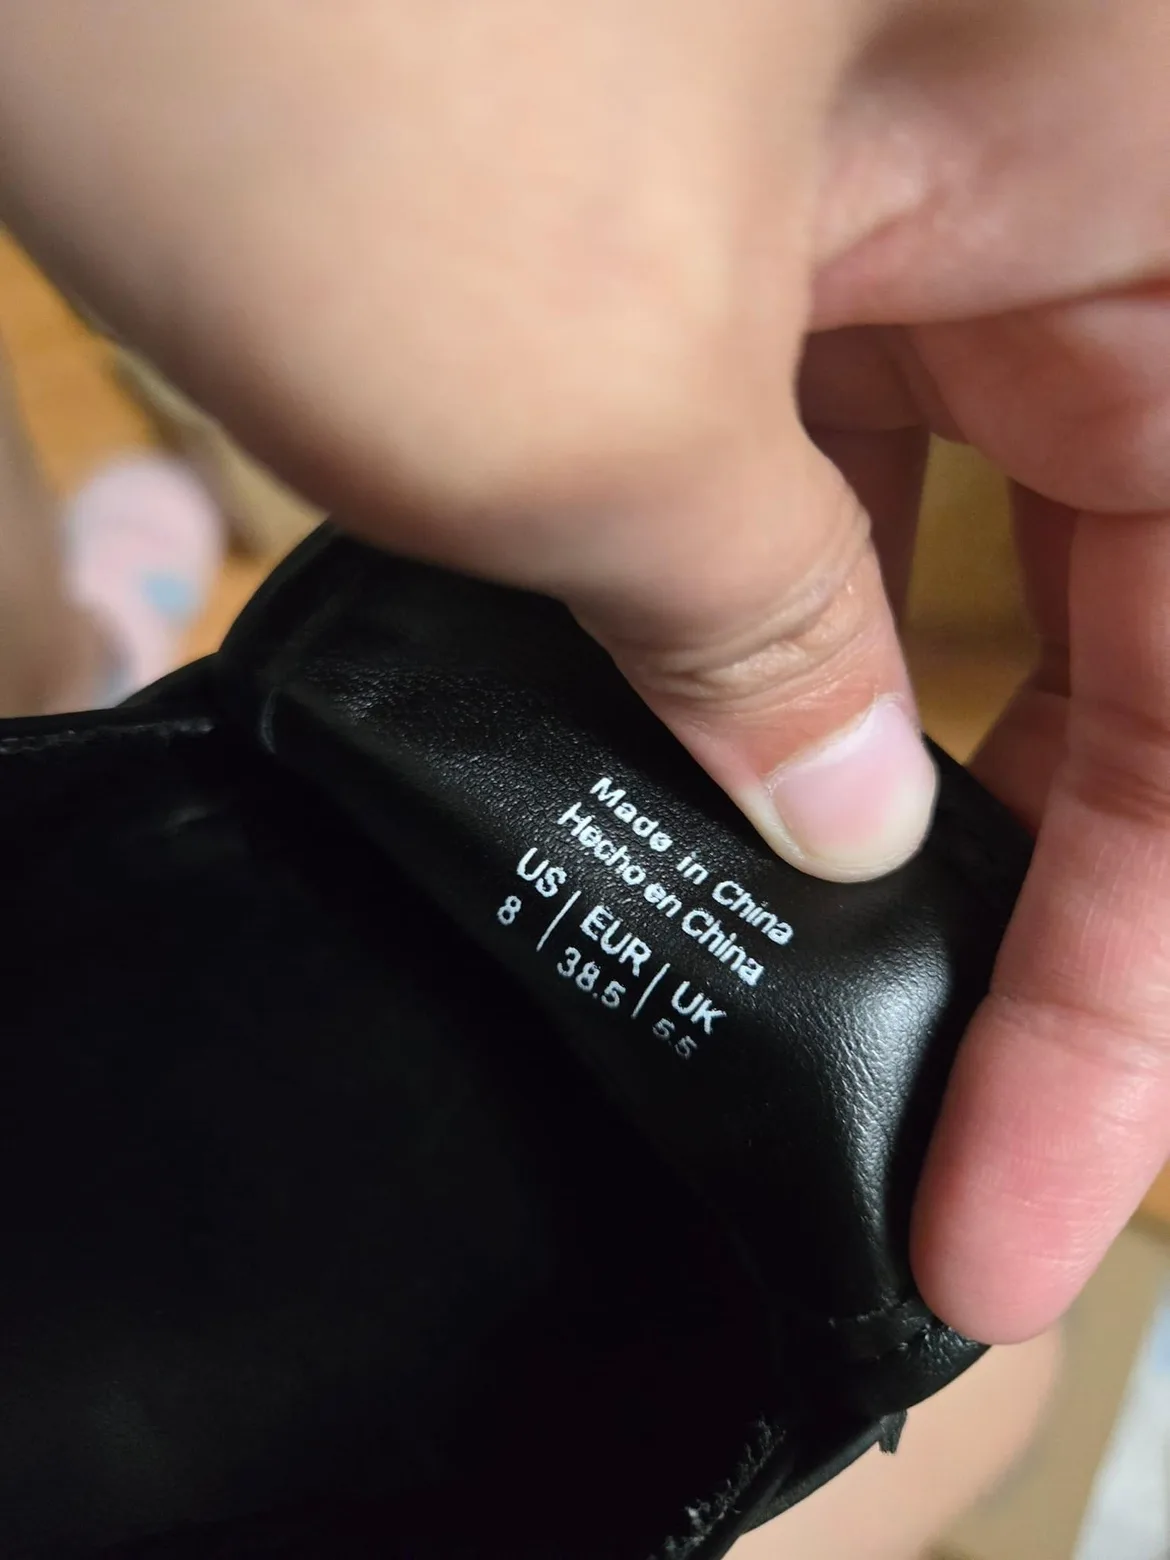 Made in China
Hecho en China
US | EUR | UK
8 | 38.5 | 5.5